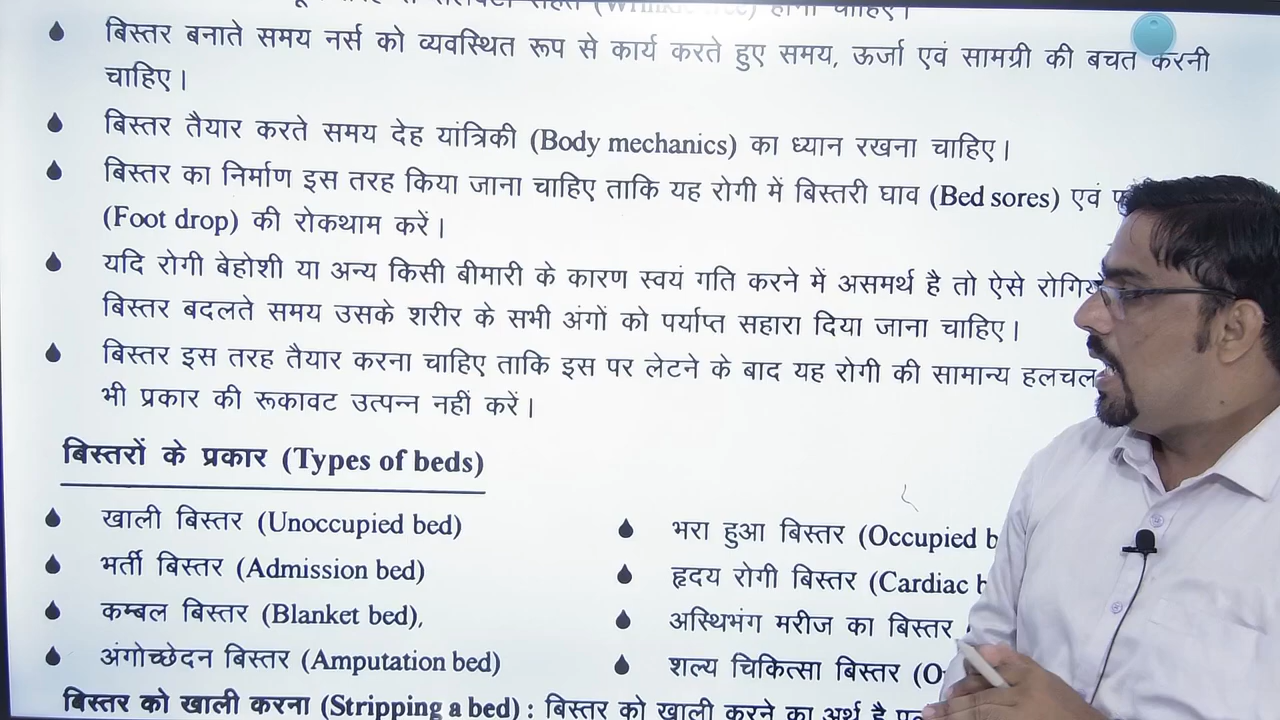 (Wrinkle free) होना चाहिए।
बिस्तर बनाते समय नर्स को व्यवस्थित रूप से कार्य करते हुए समय, ऊर्जा एवं सामग्री की बचत करनी
चाहिए।
बिस्तर तैयार करते समय देह यांत्रिकी (Body mechanics) का ध्यान रखना चाहिए।
बिस्तर का निर्माण इस तरह किया जाना चाहिए ताकि यह रोगी में बिस्तरी घाव (Bed sores) एवं
(Foot drop) की रोकथाम करें।
यदि रोगी बेहोशी या अन्य किसी बीमारी के कारण स्वयं गति करने में असमर्थ है तो ऐसे
बिस्तर बदलते समय उसके शरीर के सभी अंगों को पर्याप्त सहारा दिया जाना चाहिए।
बिस्तर इस तरह तैयार करना चाहिए ताकि इस पर लेटने के बाद यह रोगी की सामान्य हलचल
भी प्रकार की रूकावट उत्पन्न नहीं करें।
बिस्तरों के प्रकार (Types of beds)
खाली बिस्तर (Unoccupied bed) भरा हुआ बिस्तर (Occupied b
भर्ती बिस्तर (Admission bed) हृदय रोगी बिस्तर (Cardiac b
कम्बल बिस्तर (Blanket bed), अस्थिभंग मरीज का बिस्तर
अंगोच्छेदन बिस्तर (Amputation bed) शल्य चिकित्सा बिस्तर (O
बिस्तर को खाली करना (Stripping a bed) : बिस्तर को खाली करने का अर्थ है